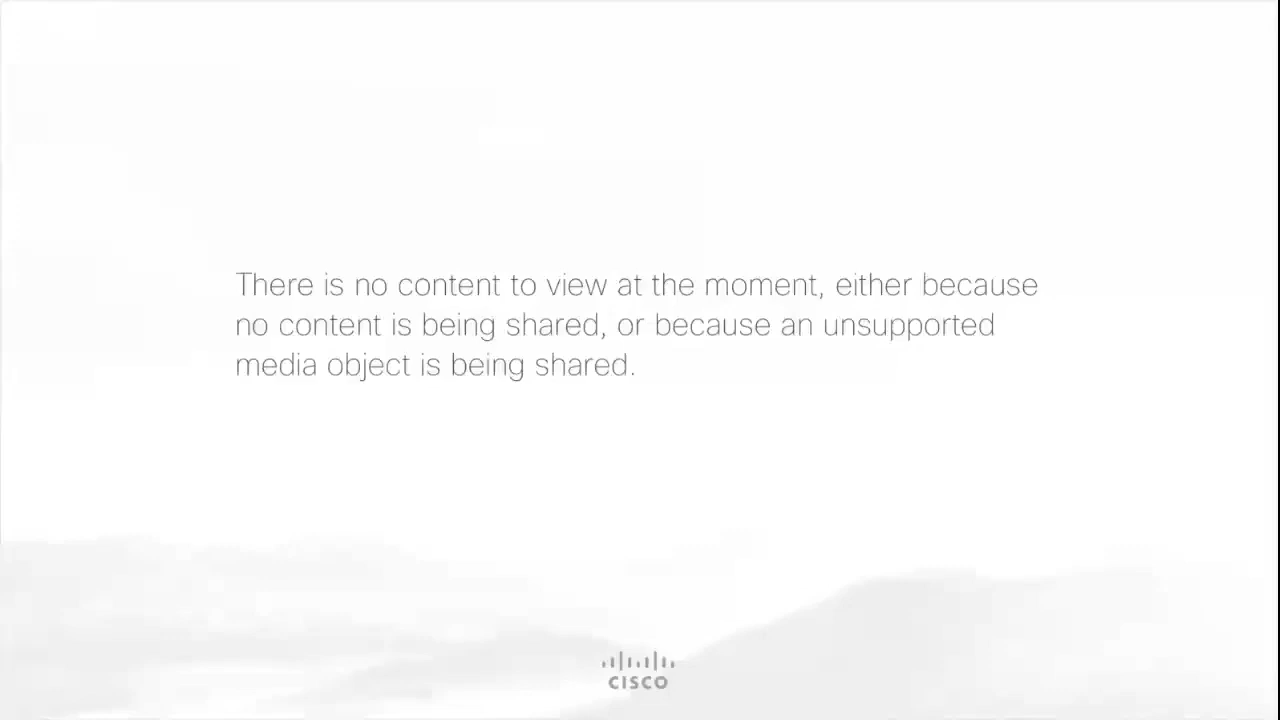 There is no content to view at the moment, either because
no content is being shared, or because an unsupported
media object is being shared.
CISCO